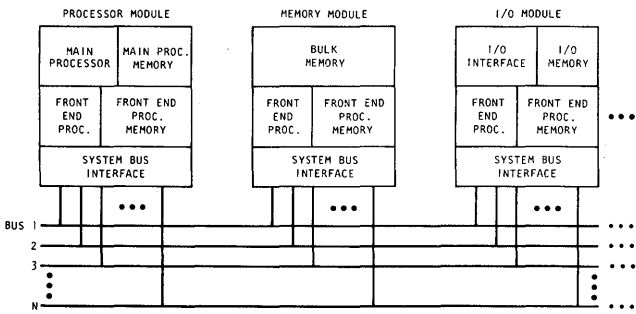 PROCESSOR MODULE
MAIN
PROCESSOR
MAIN PROC.
MEMORY
FRONT
END
PROC.
FRONT END
PROC.
MEMORY
SYSTEM BUS
INTERFACE
MEMORY MODULE
BULK
MEMORY
FRONT
END
PROC.
FRONT END
PROC.
MEMORY
SYSTEM BUS
INTERFACE
I/O MODULE
I/O
INTERFACE
I/O
MEMORY
FRONT
END
PROC.
FRONT END
PROC.
MEMORY
SYSTEM BUS
INTERFACE
BUS 1
2
3
N